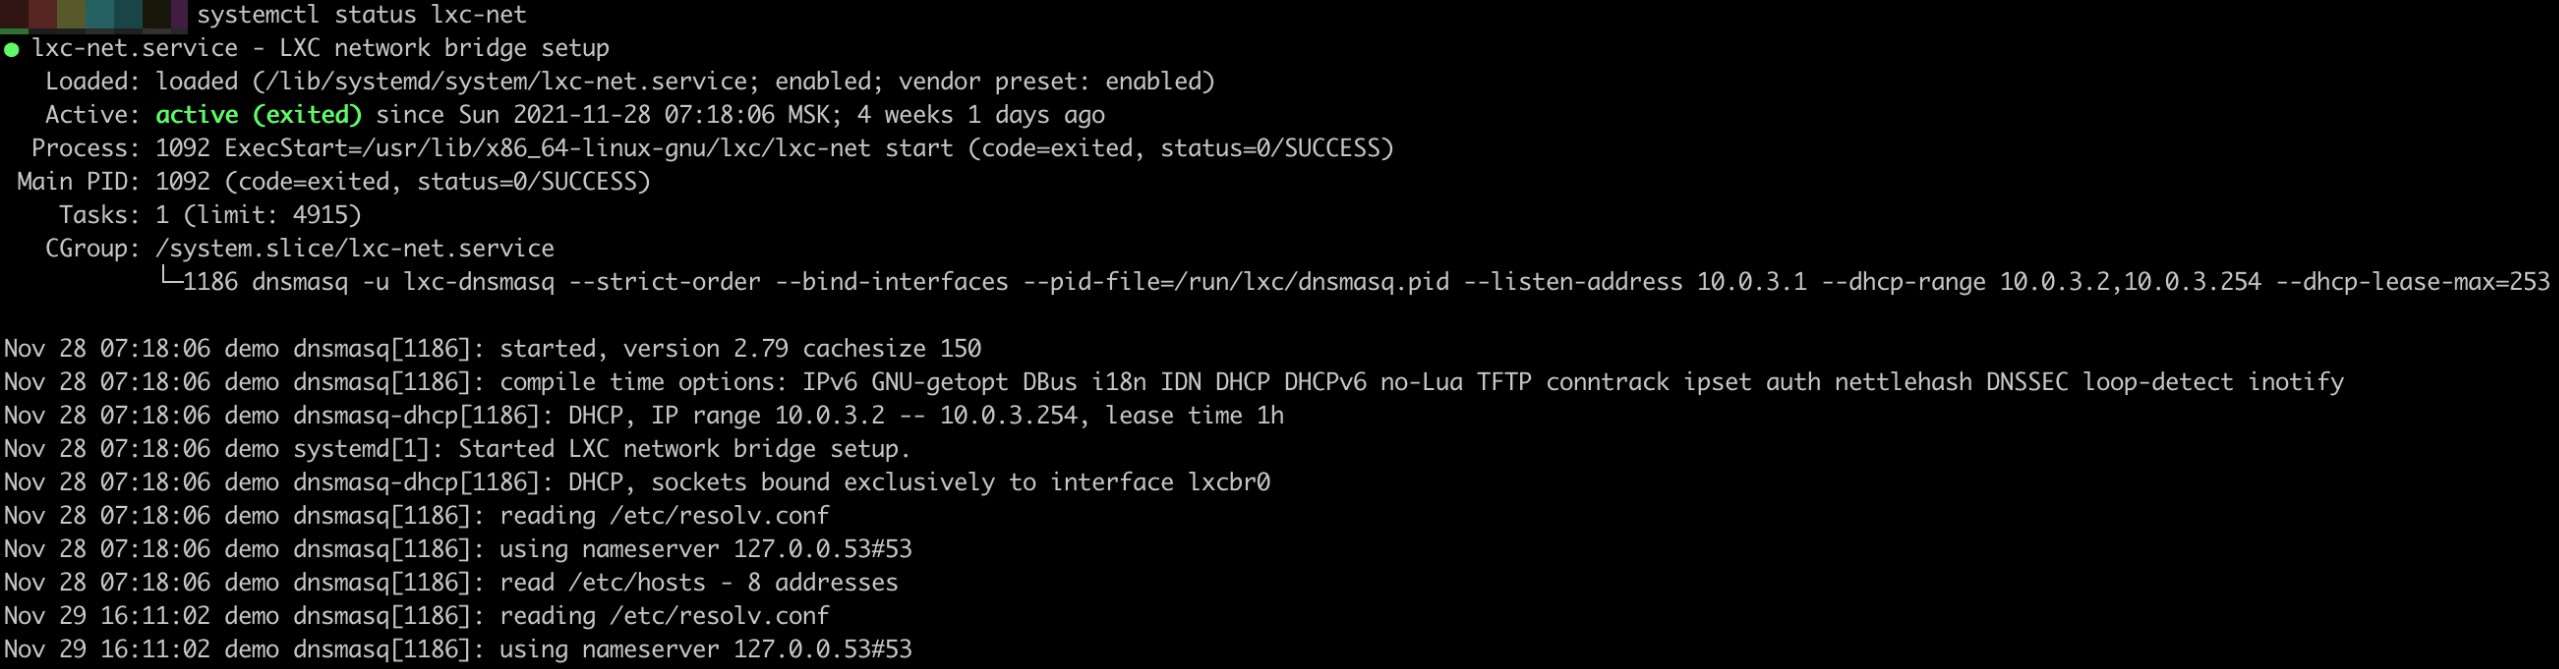 systemctl status lxc-net
● lxc-net.service - LXC network bridge setup
   Loaded: loaded (/lib/systemd/system/lxc-net.service; enabled; vendor preset: enabled)
   Active: active (exited) since Sun 2021-11-28 07:18:06 MSK; 4 weeks 1 days ago
  Process: 1092 ExecStart=/usr/lib/x86_64-linux-gnu/lxc/lxc-net start (code=exited, status=0/SUCCESS)
 Main PID: 1092 (code=exited, status=0/SUCCESS)
    Tasks: 1 (limit: 4915)
   CGroup: /system.slice/lxc-net.service
           └─1186 dnsmasq -u lxc-dnsmasq --strict-order --bind-interfaces --pid-file=/run/lxc/dnsmasq.pid --listen-address 10.0.3.1 --dhcp-range 10.0.3.2,10.0.3.254 --dhcp-lease-max=253
Nov 28 07:18:06 demo dnsmasq[1186]: started, version 2.79 cachesize 150
Nov 28 07:18:06 demo dnsmasq[1186]: compile time options: IPv6 GNU-getopt DBus i18n IDN DHCP DHCPv6 no-Lua TFTP conntrack ipset auth nettlehash DNSSEC loop-detect inotify
Nov 28 07:18:06 demo dnsmasq-dhcp[1186]: DHCP, IP range 10.0.3.2 -- 10.0.3.254, lease time 1h
Nov 28 07:18:06 demo systemd[1]: Started LXC network bridge setup.
Nov 28 07:18:06 demo dnsmasq-dhcp[1186]: DHCP, sockets bound exclusively to interface lxcbr0
Nov 28 07:18:06 demo dnsmasq[1186]: reading /etc/resolv.conf
Nov 28 07:18:06 demo dnsmasq[1186]: using nameserver 127.0.0.53#53
Nov 28 07:18:06 demo dnsmasq[1186]: read /etc/hosts - 8 addresses
Nov 29 16:11:02 demo dnsmasq[1186]: reading /etc/resolv.conf
Nov 29 16:11:02 demo dnsmasq[1186]: using nameserver 127.0.0.53#53